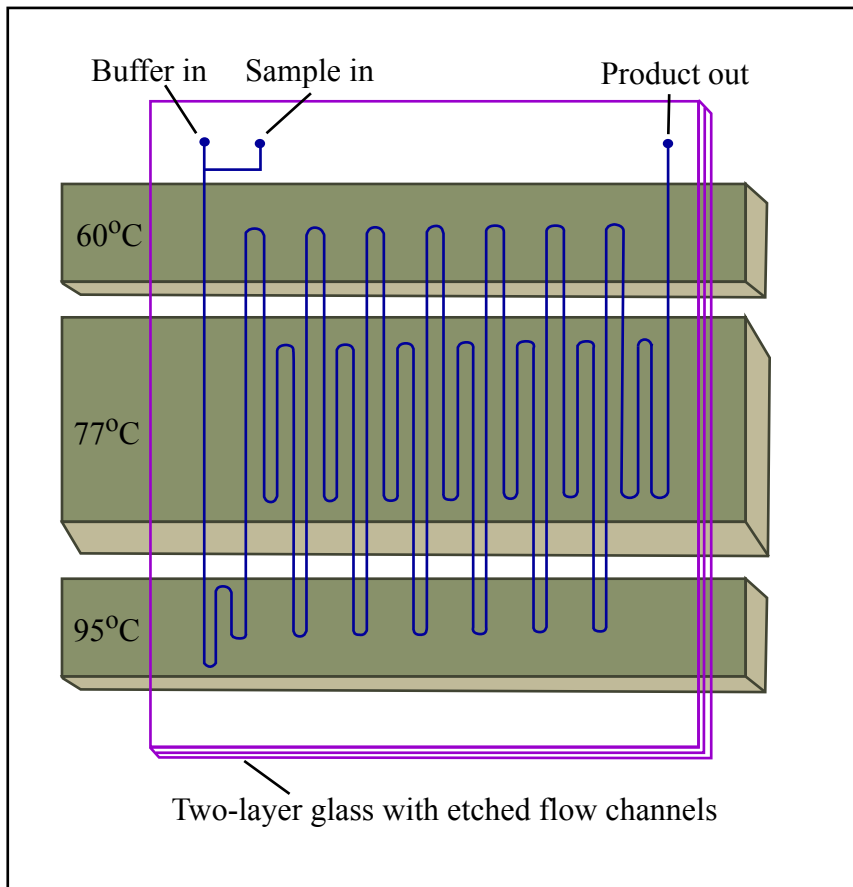 Buffer in
Sample in
Product out
60°C
77°C
95°C
Two-layer glass with etched flow channels